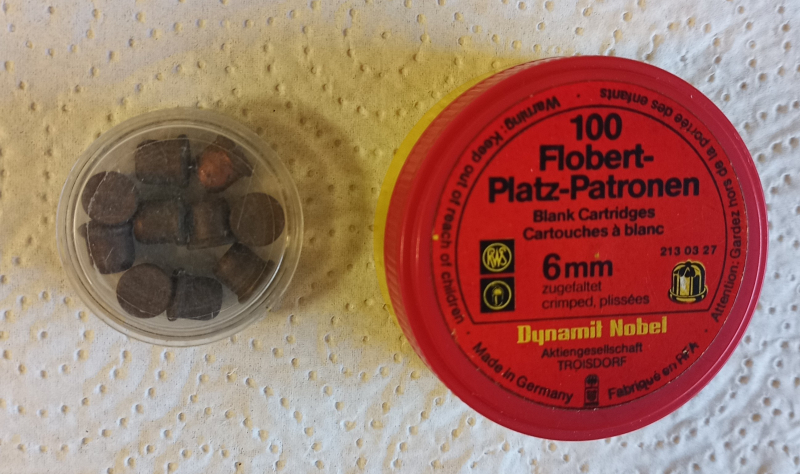 Warning: Keep out of reach of children
Attention: Gardez hors de la portée des enfants
100
Flobert-
Platz-Patronen
Blank Cartridges
Cartouches à blanc
RWS
6mm
213 03 27
zugefaltet
crimped, plissées
Dynamit Nobel
Aktiengesellschaft
TROISDORF
Made in Germany
Fabriqué en RFA